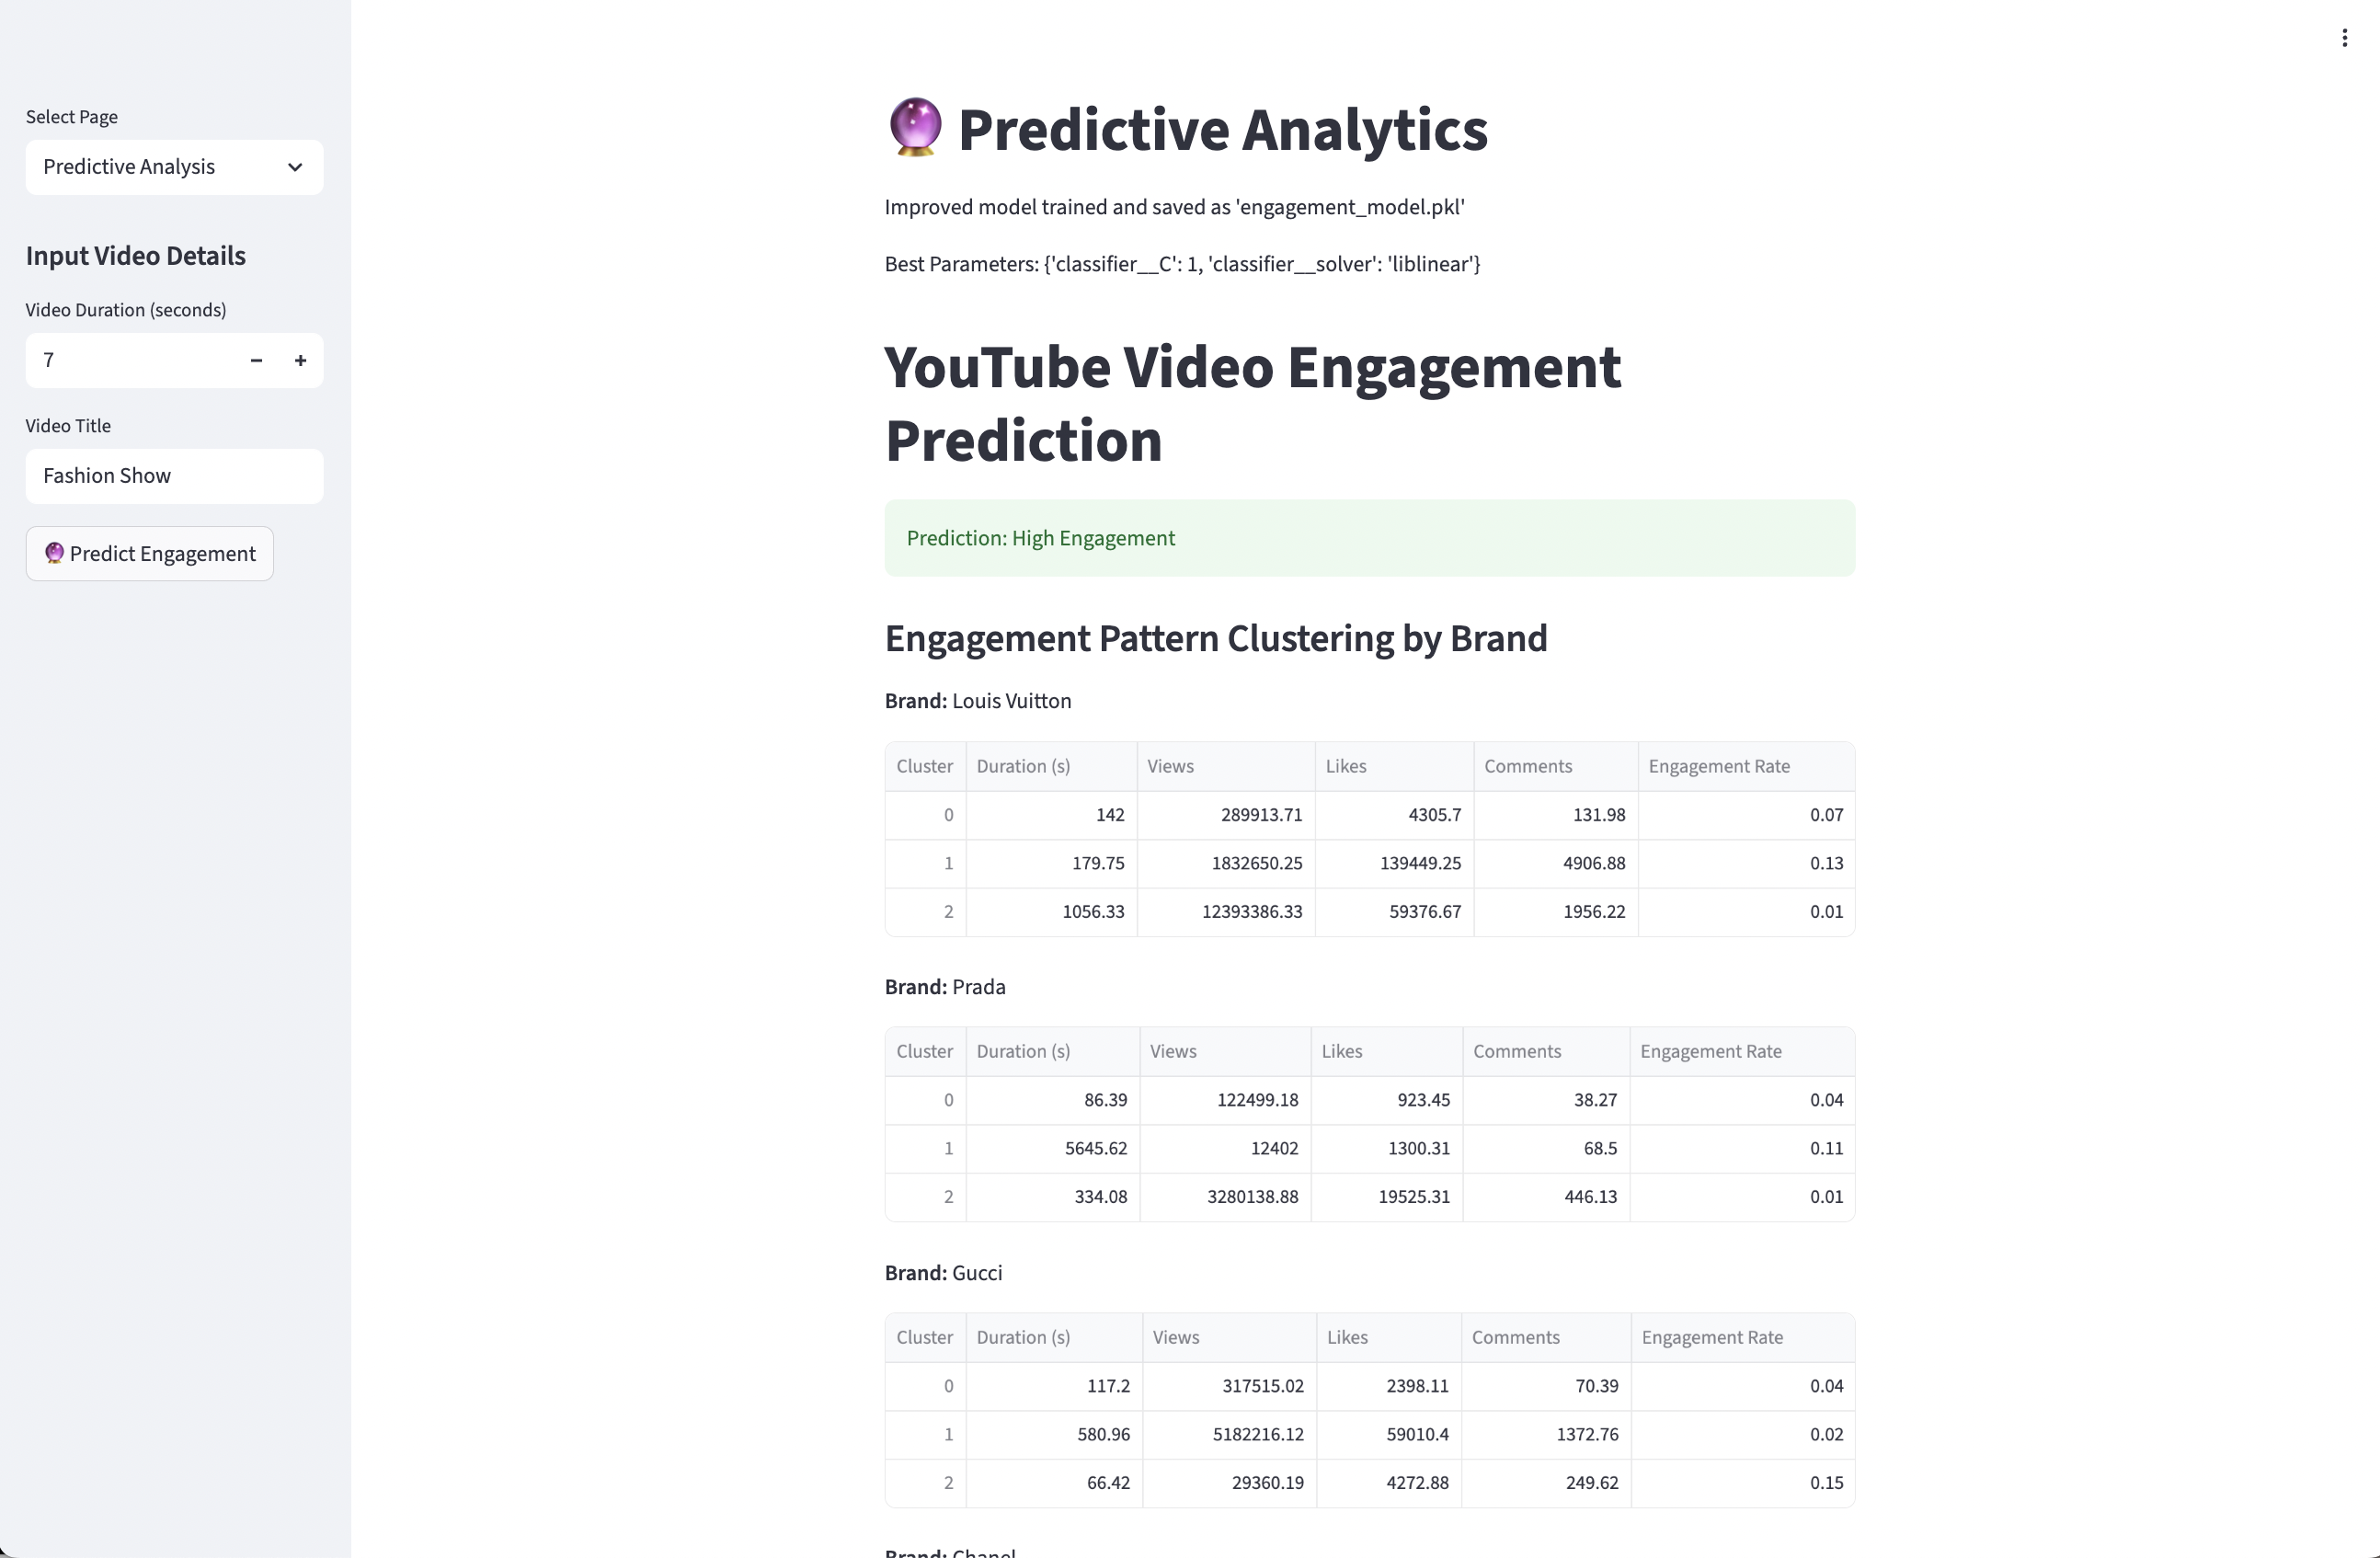 Select Page
Predictive Analysis
Input Video Details
Video Duration (seconds)
7 − +
Video Title
Fashion Show
🔮 Predict Engagement
🔮 Predictive Analytics
Improved model trained and saved as 'engagement_model.pkl'
Best Parameters: {'classifier__C': 1, 'classifier__solver': 'liblinear'}
YouTube Video Engagement
Prediction
Prediction: High Engagement
Engagement Pattern Clustering by Brand
Brand: Louis Vuitton
Cluster Duration (s) Views Likes Comments Engagement Rate
0 142 289913.71 4305.7 131.98 0.07
1 179.75 1832650.25 139449.25 4906.88 0.13
2 1056.33 12393386.33 59376.67 1956.22 0.01
Brand: Prada
Cluster Duration (s) Views Likes Comments Engagement Rate
0 86.39 122499.18 923.45 38.27 0.04
1 5645.62 12402 1300.31 68.5 0.11
2 334.08 3280138.88 19525.31 446.13 0.01
Brand: Gucci
Cluster Duration (s) Views Likes Comments Engagement Rate
0 117.2 317515.02 2398.11 70.39 0.04
1 580.96 5182216.12 59010.4 1372.76 0.02
2 66.42 29360.19 4272.88 249.62 0.15
Brand: Chanel